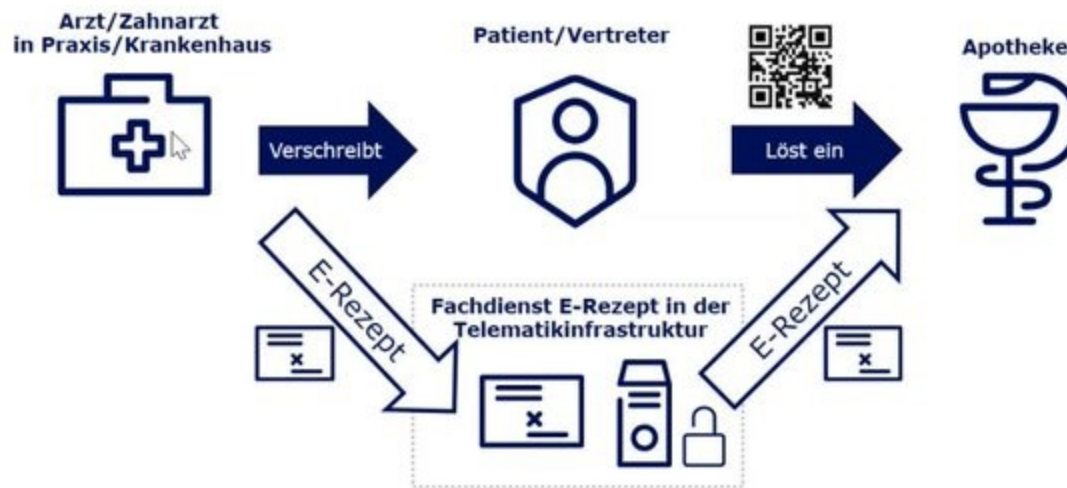 Arzt/Zahnarzt
in Praxis/Krankenhaus
Patient/Vertreter
Apotheke
Verschreibt
Löst ein
E-Rezept
Fachdienst E-Rezept in der
Telematikinfrastruktur
E-Rezept